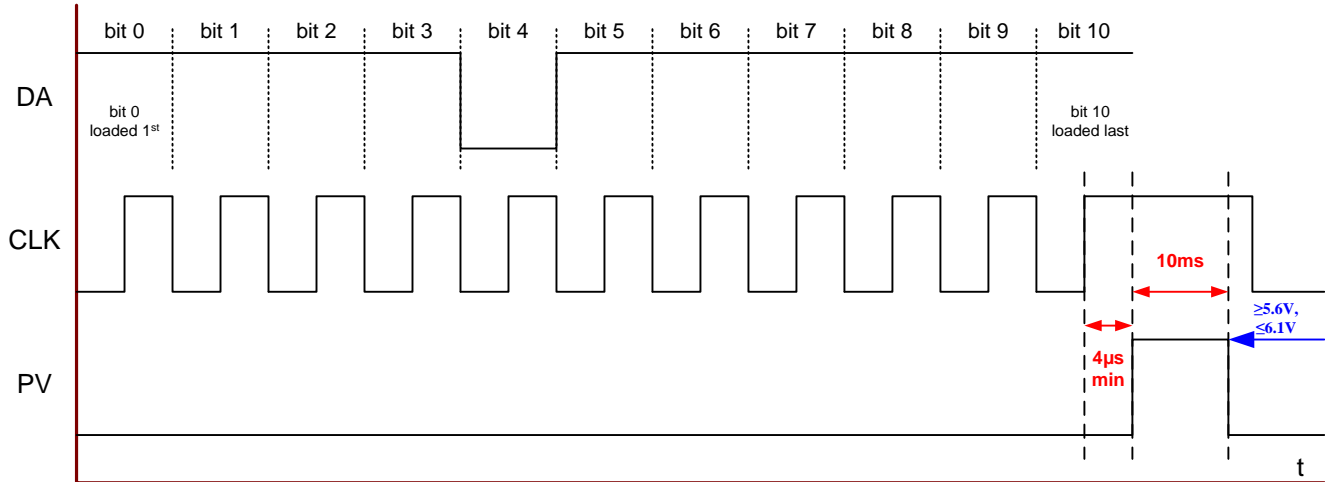 bit 0 bit 1 bit 2 bit 3 bit 4 bit 5 bit 6 bit 7 bit 8 bit 9 bit 10
DA
bit 0
loaded 1st
bit 10
loaded last
CLK
10ms
≥5.6V,
≤6.1V
4µs
min
PV
t